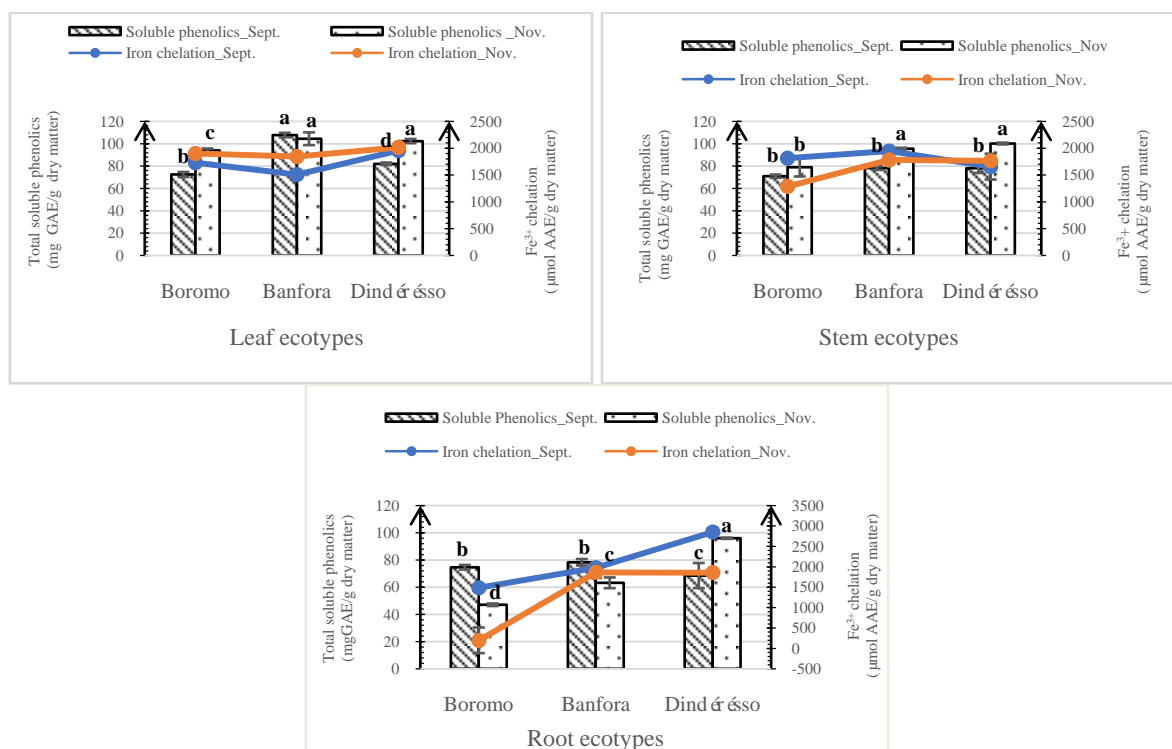 Soluble phenolics_Sept. Soluble phenolics _Nov.
Iron chelation_Sept. Iron chelation_Nov.
Total soluble phenolics
(mg GAE/g dry matter)
120
100
80
60
40
20
0
b c a a d a
2500
2000
1500
1000
500
0
Fe3+ chelation
(µmol AAE/g dry matter)
Boromo Banfora Dindérésso
Leaf ecotypes
Soluble phenolics_Sept. Soluble phenolics_Nov
Iron chelation_Sept. Iron chelation_Nov.
Total soluble phenolics
(mg GAE/g dry matter)
120
100
80
60
40
20
0
b b b a b a
2500
2000
1500
1000
500
0
Fe3+ chelation
(µmol AAE/g dry matter)
Boromo Banfora Dindérésso
Stem ecotypes
Soluble Phenolics_Sept. Soluble phenolics_Nov.
Iron chelation_Sept. Iron chelation_Nov.
Total soluble phenolics
(mgGAE/g dry matter)
120
100
80
60
40
20
0
b d b c c a
3500
3000
2500
2000
1500
1000
500
0
-500
Fe3+ chelation
(µmol AAE/g dry matter)
Boromo Banfora Dindérésso
Root ecotypes